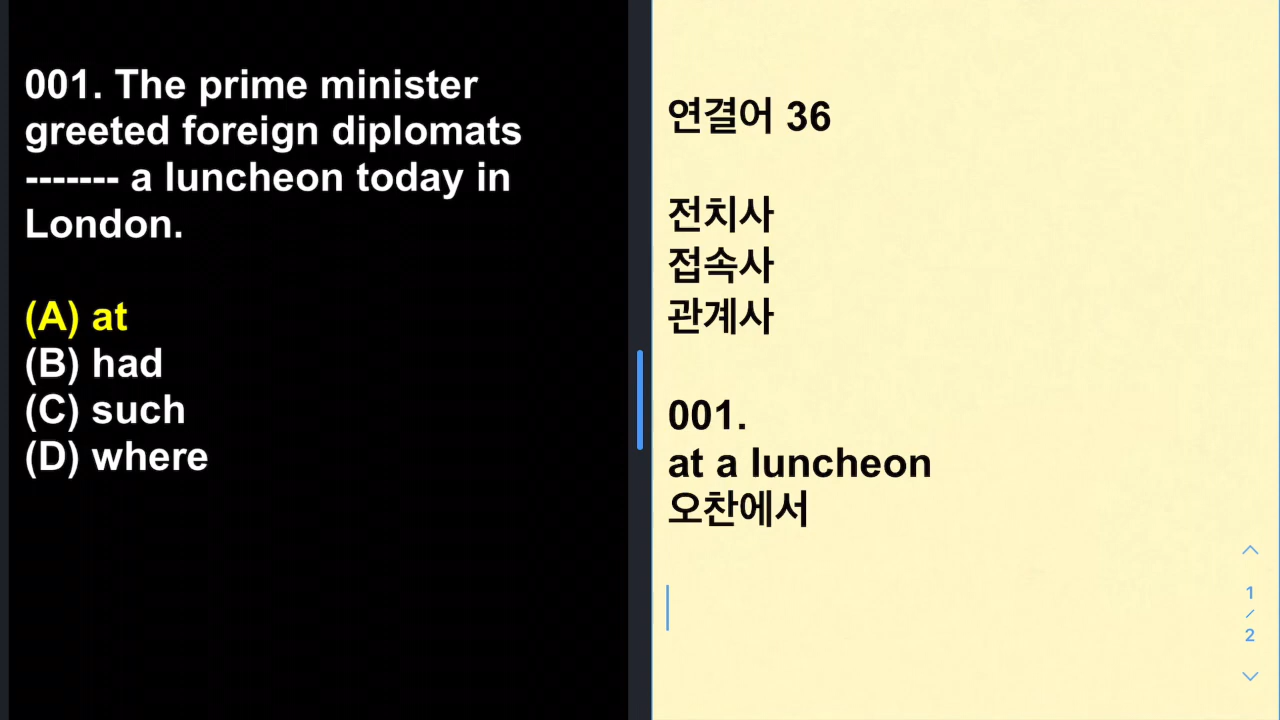 001. The prime minister
greeted foreign diplomats
------- a luncheon today in
London.
(A) at
(B) had
(C) such
(D) where
연결어 36
전치사
접속사
관계사
001.
at a luncheon
오찬에서
1
/
2